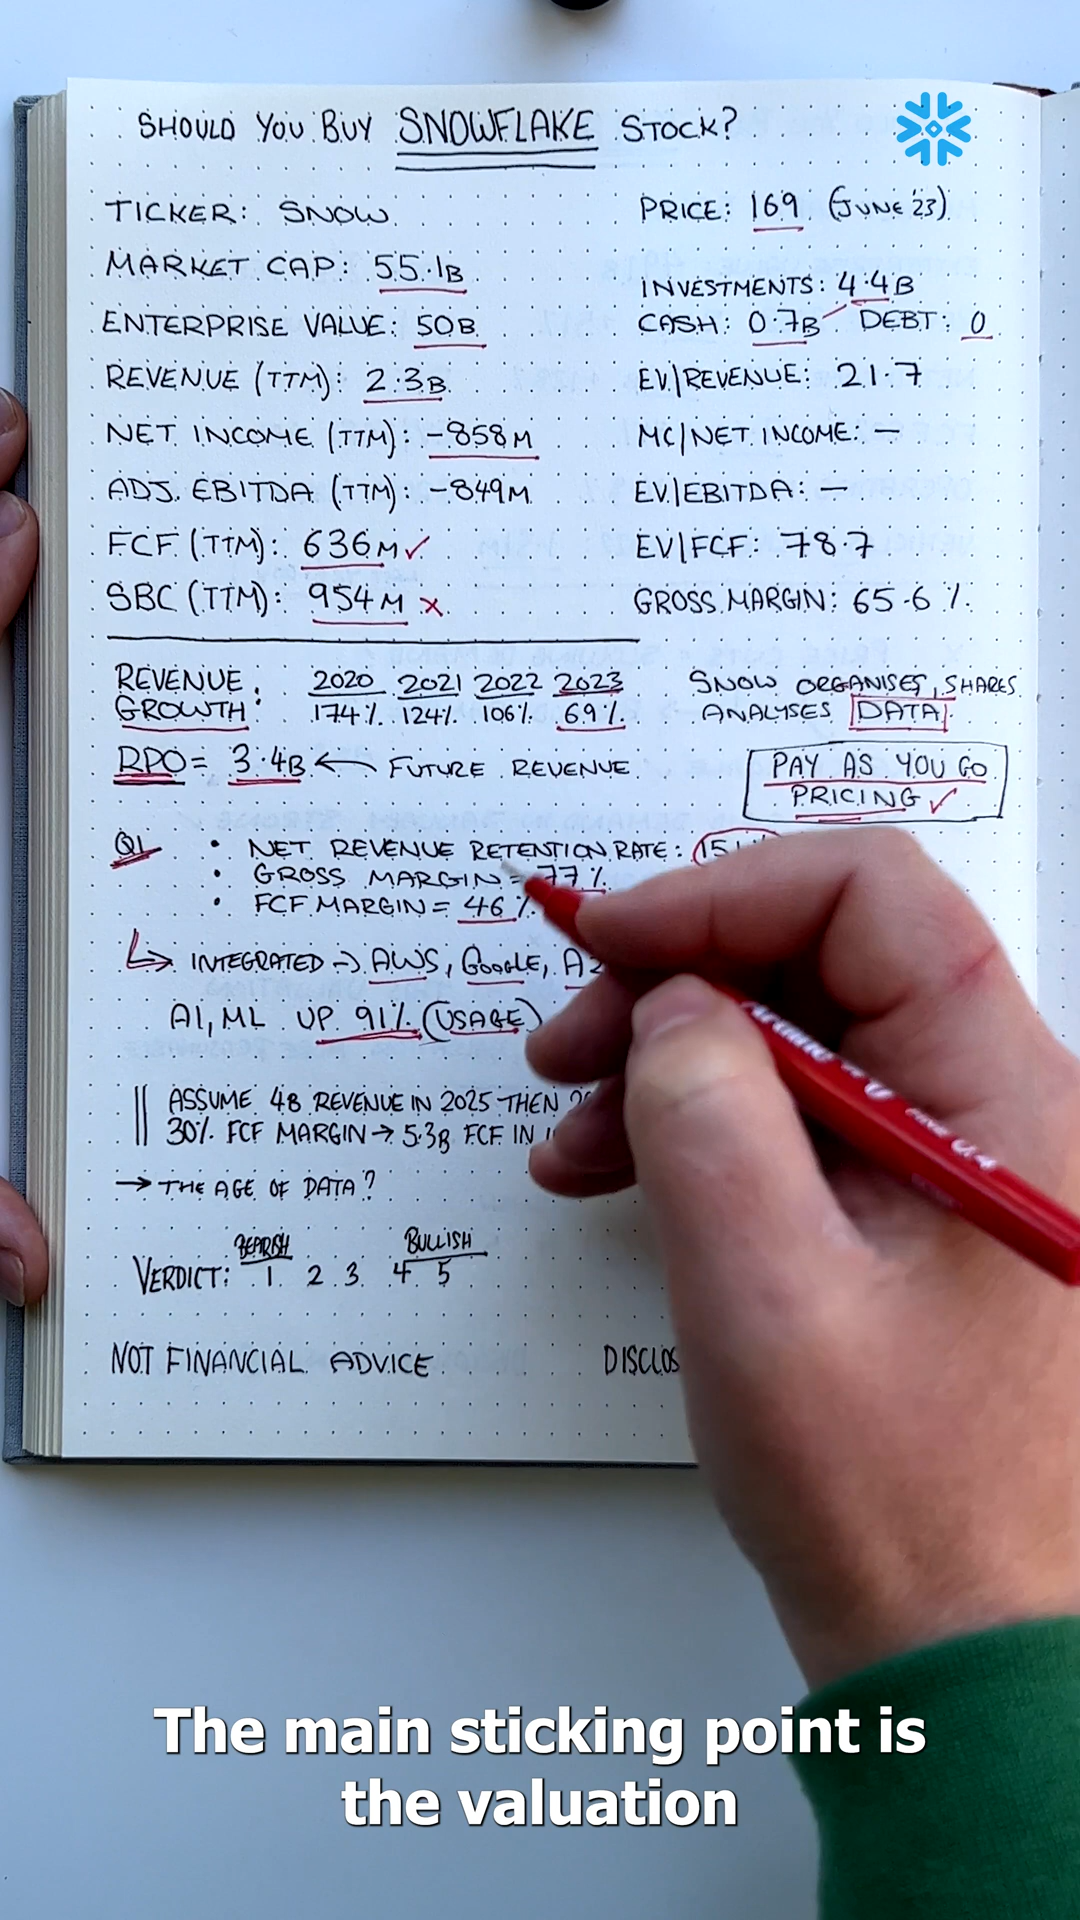 SHOULD YOU BUY SNOWFLAKE STOCK?
TICKER: SNOW
PRICE: 169 (JUNE 23)
MARKET CAP: 55.1B
INVESTMENTS: 4.4B
ENTERPRISE VALUE: 50B
CASH: 0.7B DEBT: 0
REVENUE (TTM): 2.3B
EV/REVENUE: 21.7
NET INCOME (TTM): -858M
MC/NET INCOME: -
ADJ. EBITDA (TTM): -849M
EV/EBITDA: -
FCF (TTM): 636M ✓
EV/FCF: 78.7
SBC (TTM): 954M x
GROSS MARGIN: 65.6%
REVENUE GROWTH: 2020 2021 2022 2023
174% 124% 106% 69%
SNOW ORGANISES, SHARES
ANALYSES DATA
RPO = 3.4B ← FUTURE REVENUE
PAY AS YOU GO
PRICING ✓
Q1 • NET REVENUE RETENTION RATE: 151
• GROSS MARGIN = 77%
• FCF MARGIN = 46%
INTEGRATED → AWS, GOOGLE,
AI, ML UP 91% (USAGE)
ASSUME 4B REVENUE IN 2025 THEN
30% FCF MARGIN → 5.3B FCF IN
→ THE AGE OF DATA?
BEARISH BULLISH
VERDICT: 1 2 3 4 5
NOT FINANCIAL ADVICE
The main sticking point is
the valuation